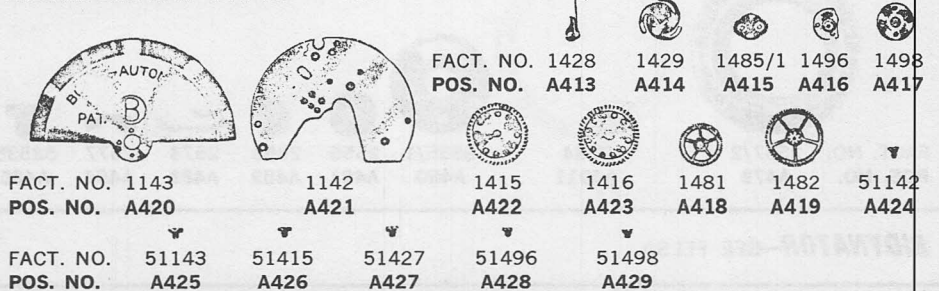 FACT. NO. 1428 1429 1485/1 1496 1498
POS. NO. A413 A414 A415 A416 A417
AUTOM
PAT.
B
FACT. NO. 1143 1142 1415 1416 1481 1482 51142
POS. NO. A420 A421 A422 A423 A418 A419 A424
BIDYNATOR
FACT. NO. 51143 51415 51427 51496 51498
POS. NO. A425 A426 A427 A428 A429